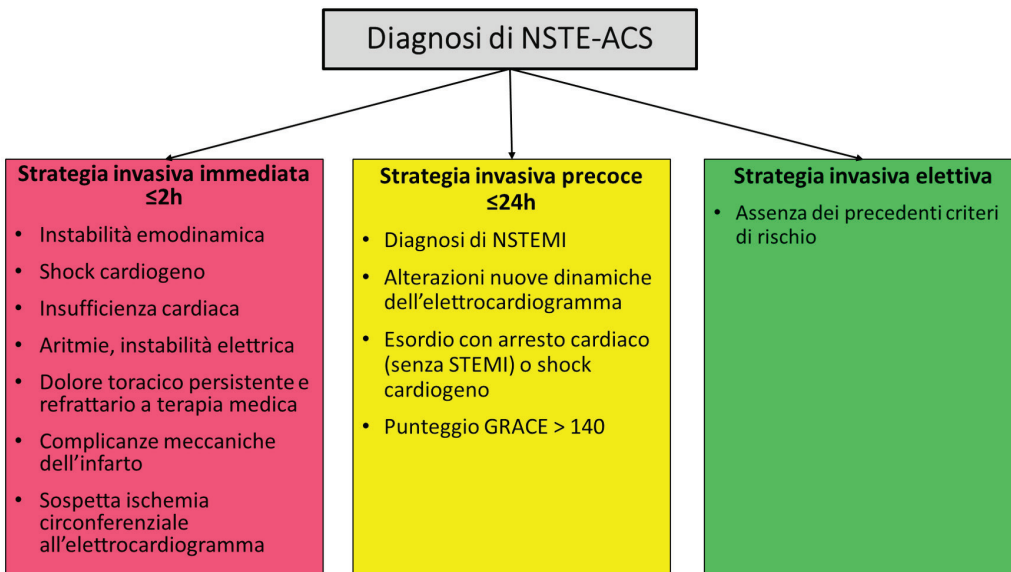 Diagnosi di NSTE-ACS
Strategia invasiva immediata
≤2h
• Instabilità emodinamica
• Shock cardiogeno
• Insufficienza cardiaca
• Aritmie, instabilità elettrica
• Dolore toracico persistente e
refrattario a terapia medica
• Complicanze meccaniche
dell'infarto
• Sospetta ischemia
circonferenziale
all'elettrocardiogramma
Strategia invasiva precoce
≤24h
• Diagnosi di NSTEMI
• Alterazioni nuove dinamiche
dell'elettrocardiogramma
• Esordio con arresto cardiaco
(senza STEMI) o shock
cardiogeno
• Punteggio GRACE > 140
Strategia invasiva elettiva
• Assenza dei precedenti criteri
di rischio